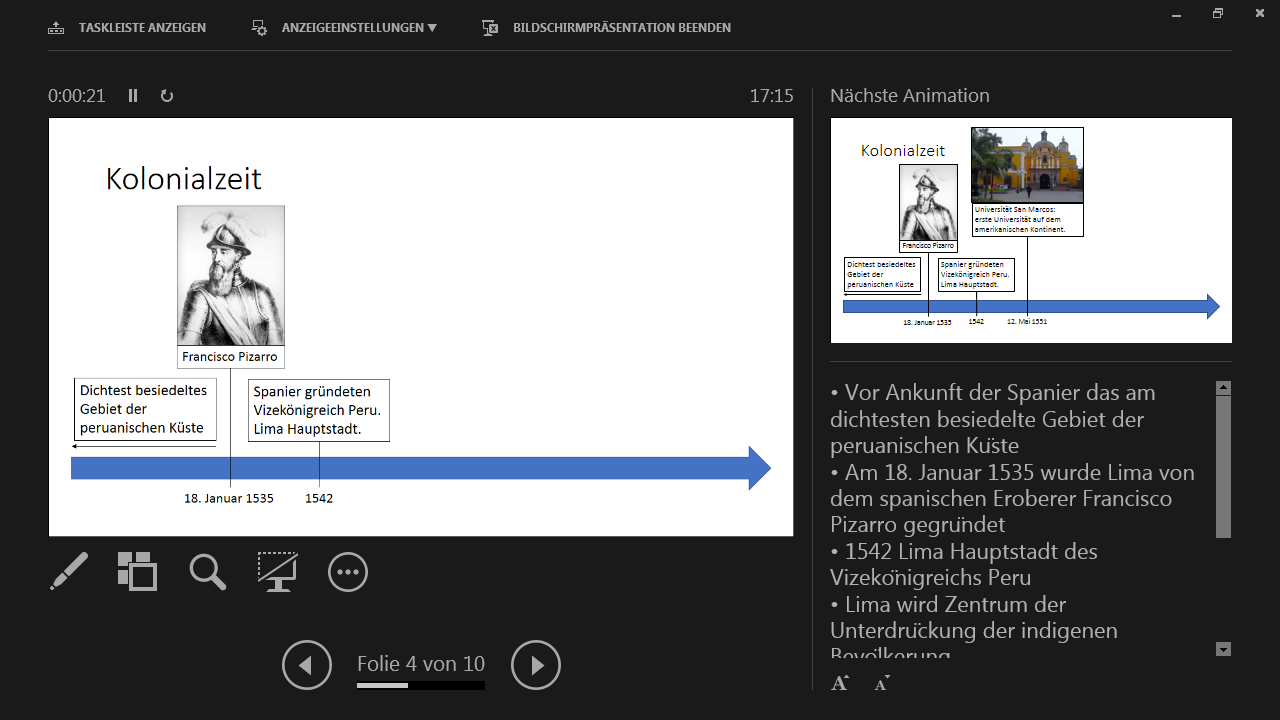 TASKLEISTE ANZEIGEN
ANZEIGEEINSTELLUNGEN
BILDSCHIRMPRÄSENTATION BEENDEN
0:00:21
17:15
Kolonialzeit
Francisco Pizarro
Dichtest besiedeltes
Gebiet der
peruanischen Küste
Spanier gründeten
Vizekönigreich Peru.
Lima Hauptstadt.
18. Januar 1535
1542
Folie 4 von 10
Nächste Animation
Kolonialzeit
Universität San Marcos:
erste Universität auf dem
amerikanischen Kontinent.
Francisco Pizarro
Dichtest besiedeltes
Gebiet der
peruanischen Küste
Spanier gründeten
Vizekönigreich Peru.
Lima Hauptstadt.
18. Januar 1535
1542
12. Mai 1551
• Vor Ankunft der Spanier das am
dichtesten besiedelte Gebiet der
peruanischen Küste
• Am 18. Januar 1535 wurde Lima von
dem spanischen Eroberer Francisco
Pizarro gegründet
• 1542 Lima Hauptstadt des
Vizekönigreichs Peru
• Lima wird Zentrum der
Unterdrückung der indigenen
Bevölkerung
A A